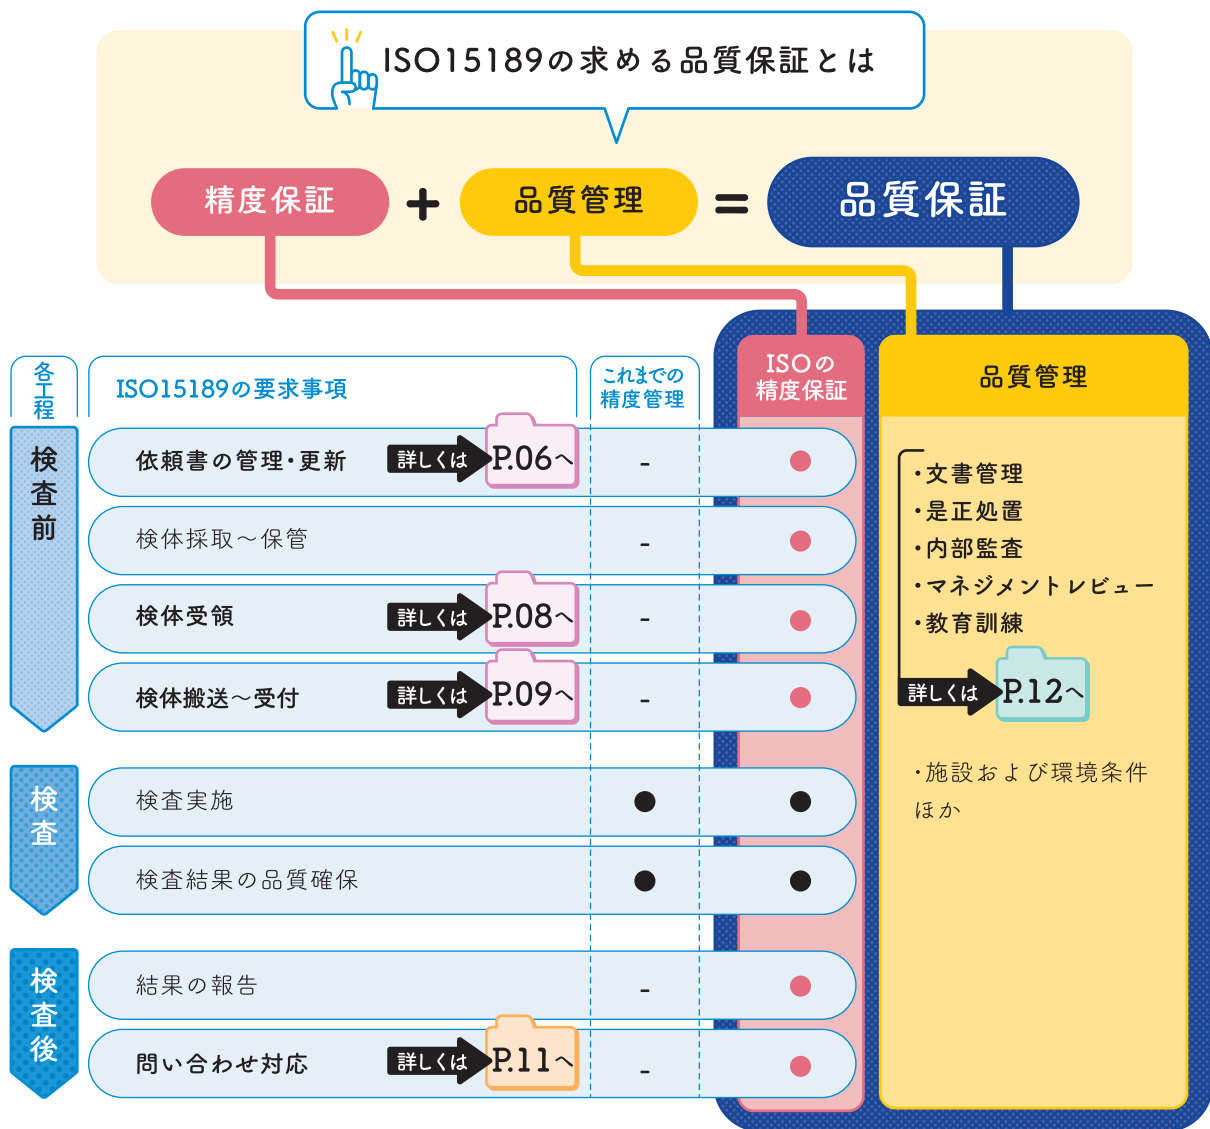 ISO15189の求める品質保証とは
精度保証 + 品質管理 = 品質保証
各工程
ISO15189の要求事項
これまでの
精度管理
ISOの
精度保証
品質管理
検査前
依頼書の管理・更新 詳しくは P.06へ - ●
検体採取～保管 - ●
検体受領 詳しくは P.08へ - ●
検体搬送～受付 詳しくは P.09へ - ●
検査
検査実施 ● ●
検査結果の品質確保 ● ●
検査後
結果の報告 - ●
問い合わせ対応 詳しくは P.11へ - ●
・文書管理
・是正処置
・内部監査
・マネジメントレビュー
・教育訓練
詳しくは P.12へ
・施設および環境条件
ほか